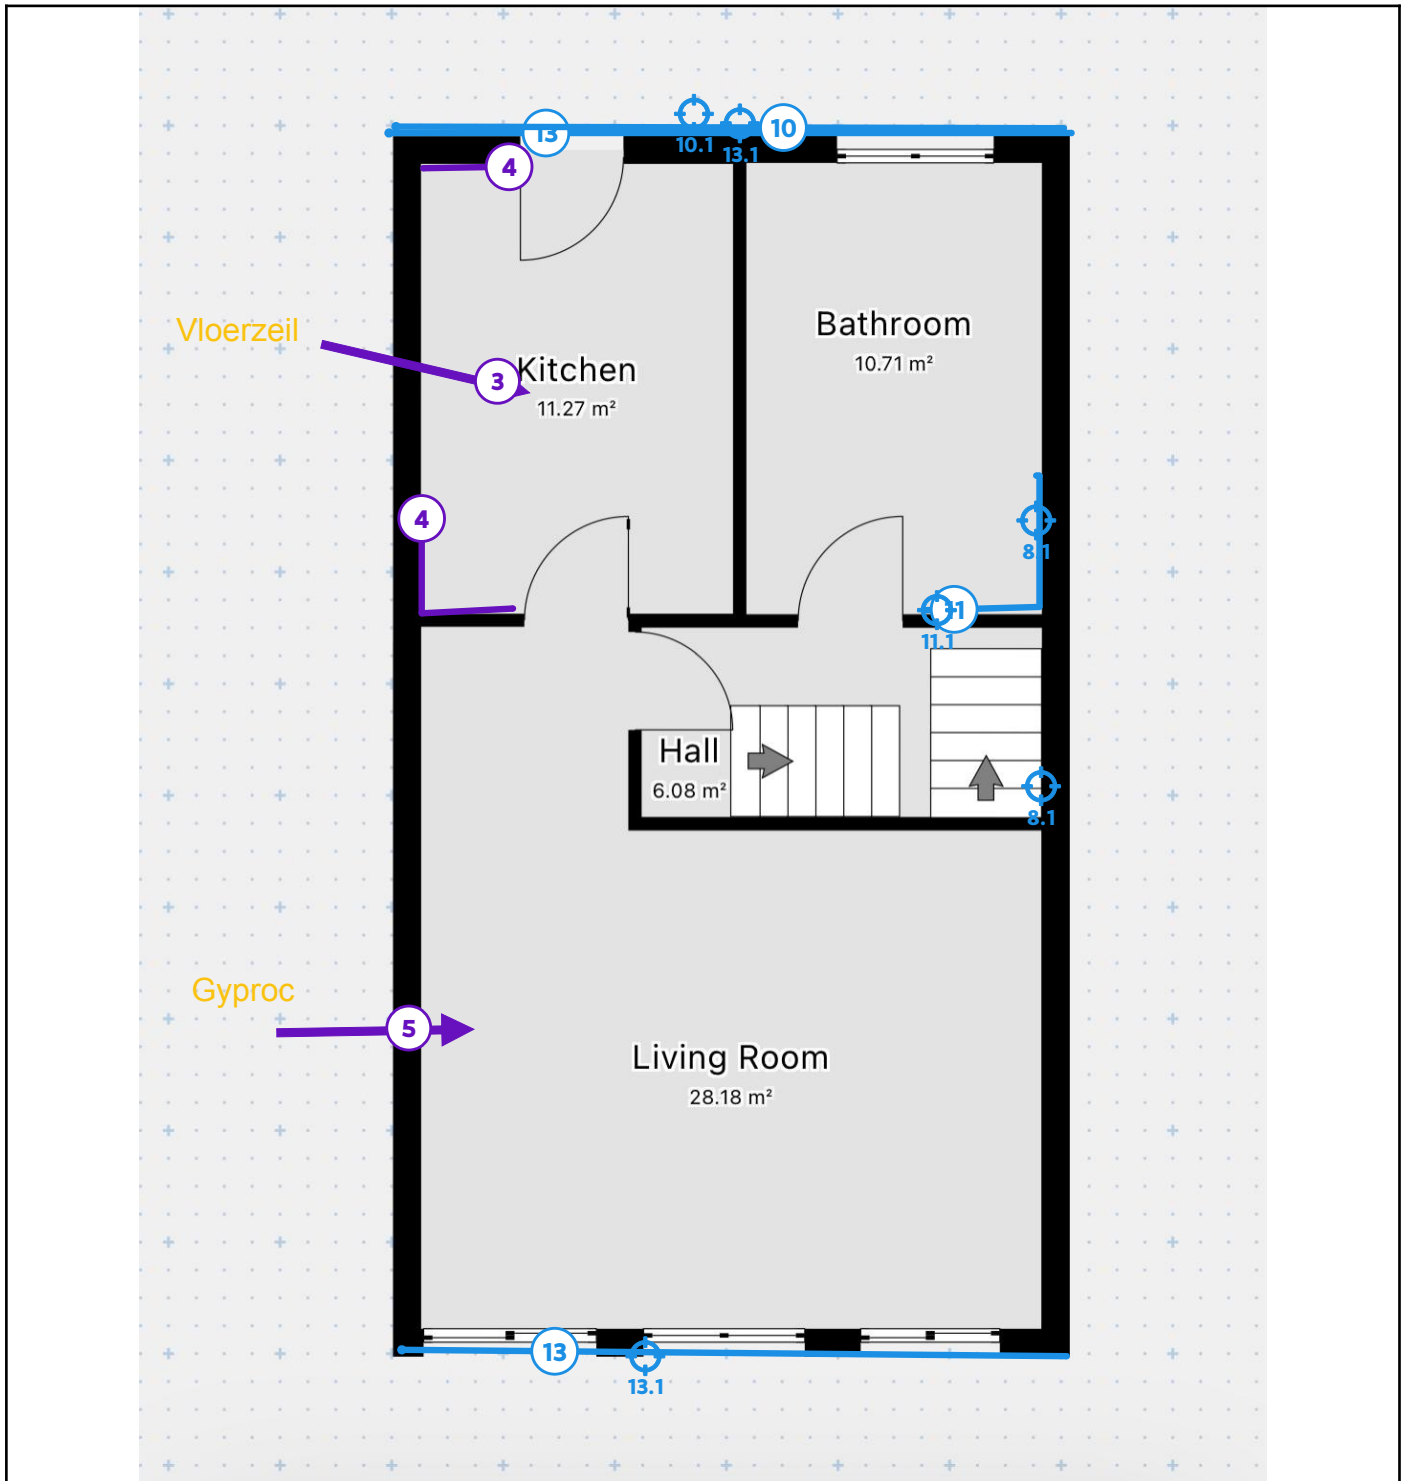 13
10
10.1
13.1
4
Vloerzeil
Bathroom
10.71 m²
3
Kitchen
11.27 m²
4
8.1
11
11.1
Hall
6.08 m²
8.1
Gyproc
5
Living Room
28.18 m²
13
13.1